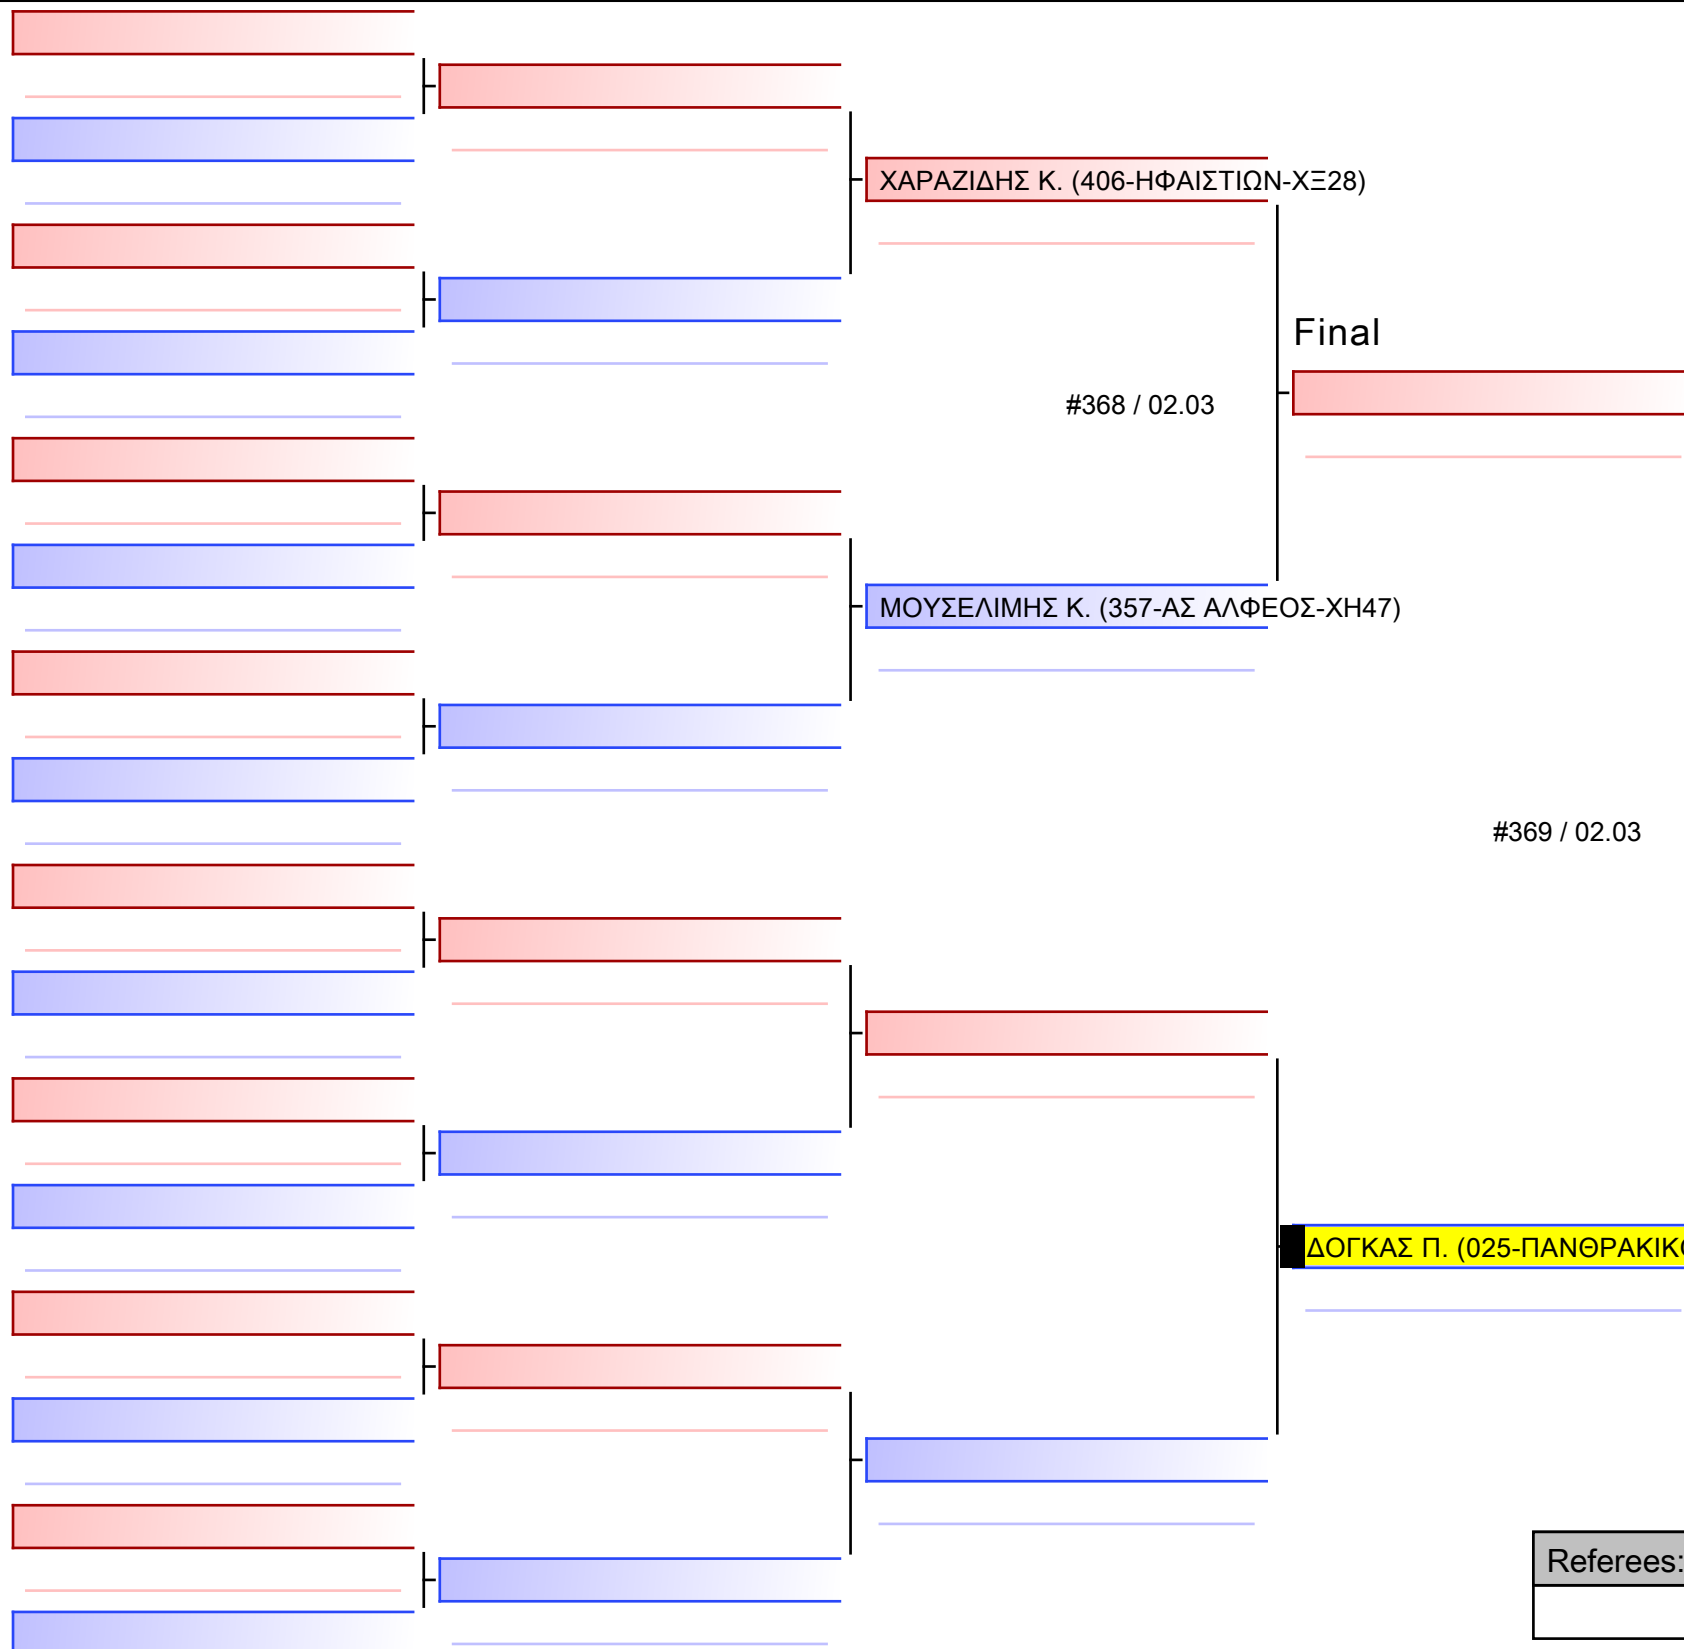 ΧΑΡΑΖΙΔΗΣ Κ. (406-ΗΦΑΙΣΤΙΩΝ-ΧΞ28)
Final
#368 / 02.03
ΜΟΥΣΕΛΙΜΗΣ Κ. (357-ΑΣ ΑΛΦΕΟΣ-ΧΗ47)
#369 / 02.03
ΔΟΓΚΑΣ Π. (025-ΠΑΝΘΡΑΚΙΚ
Referees: